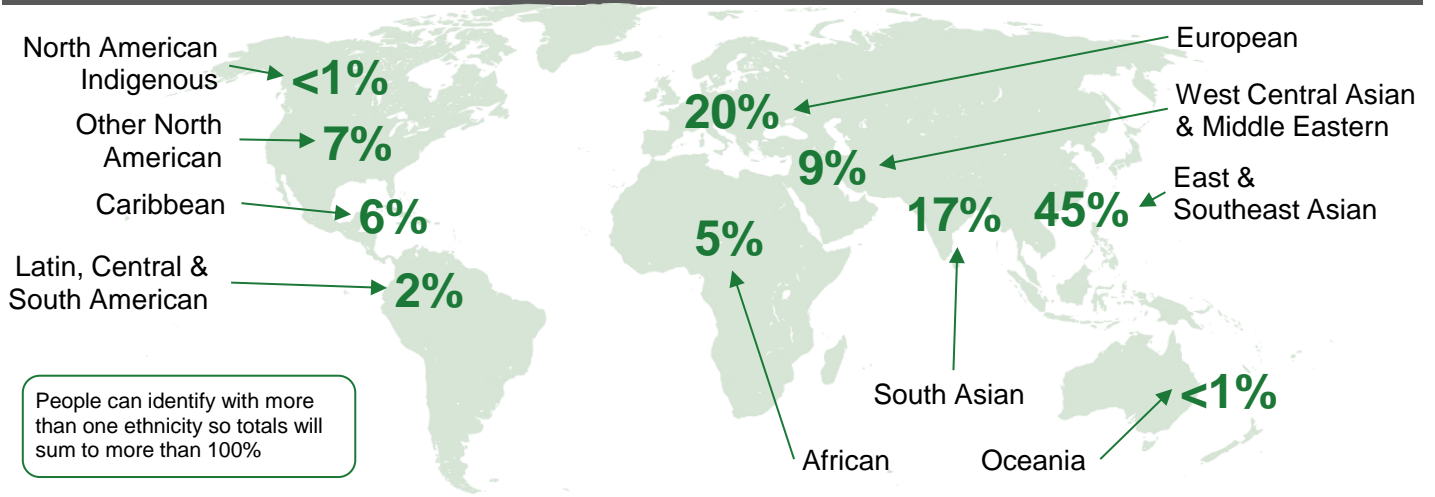 North American
Indigenous
<1%
Other North
American
7%
Caribbean
6%
Latin, Central &
South American
2%
European
20%
West Central Asian
& Middle Eastern
9%
East &
Southeast Asian
45%
17%
South Asian
5%
African
Oceania
<1%
People can identify with more
than one ethnicity so totals will
sum to more than 100%